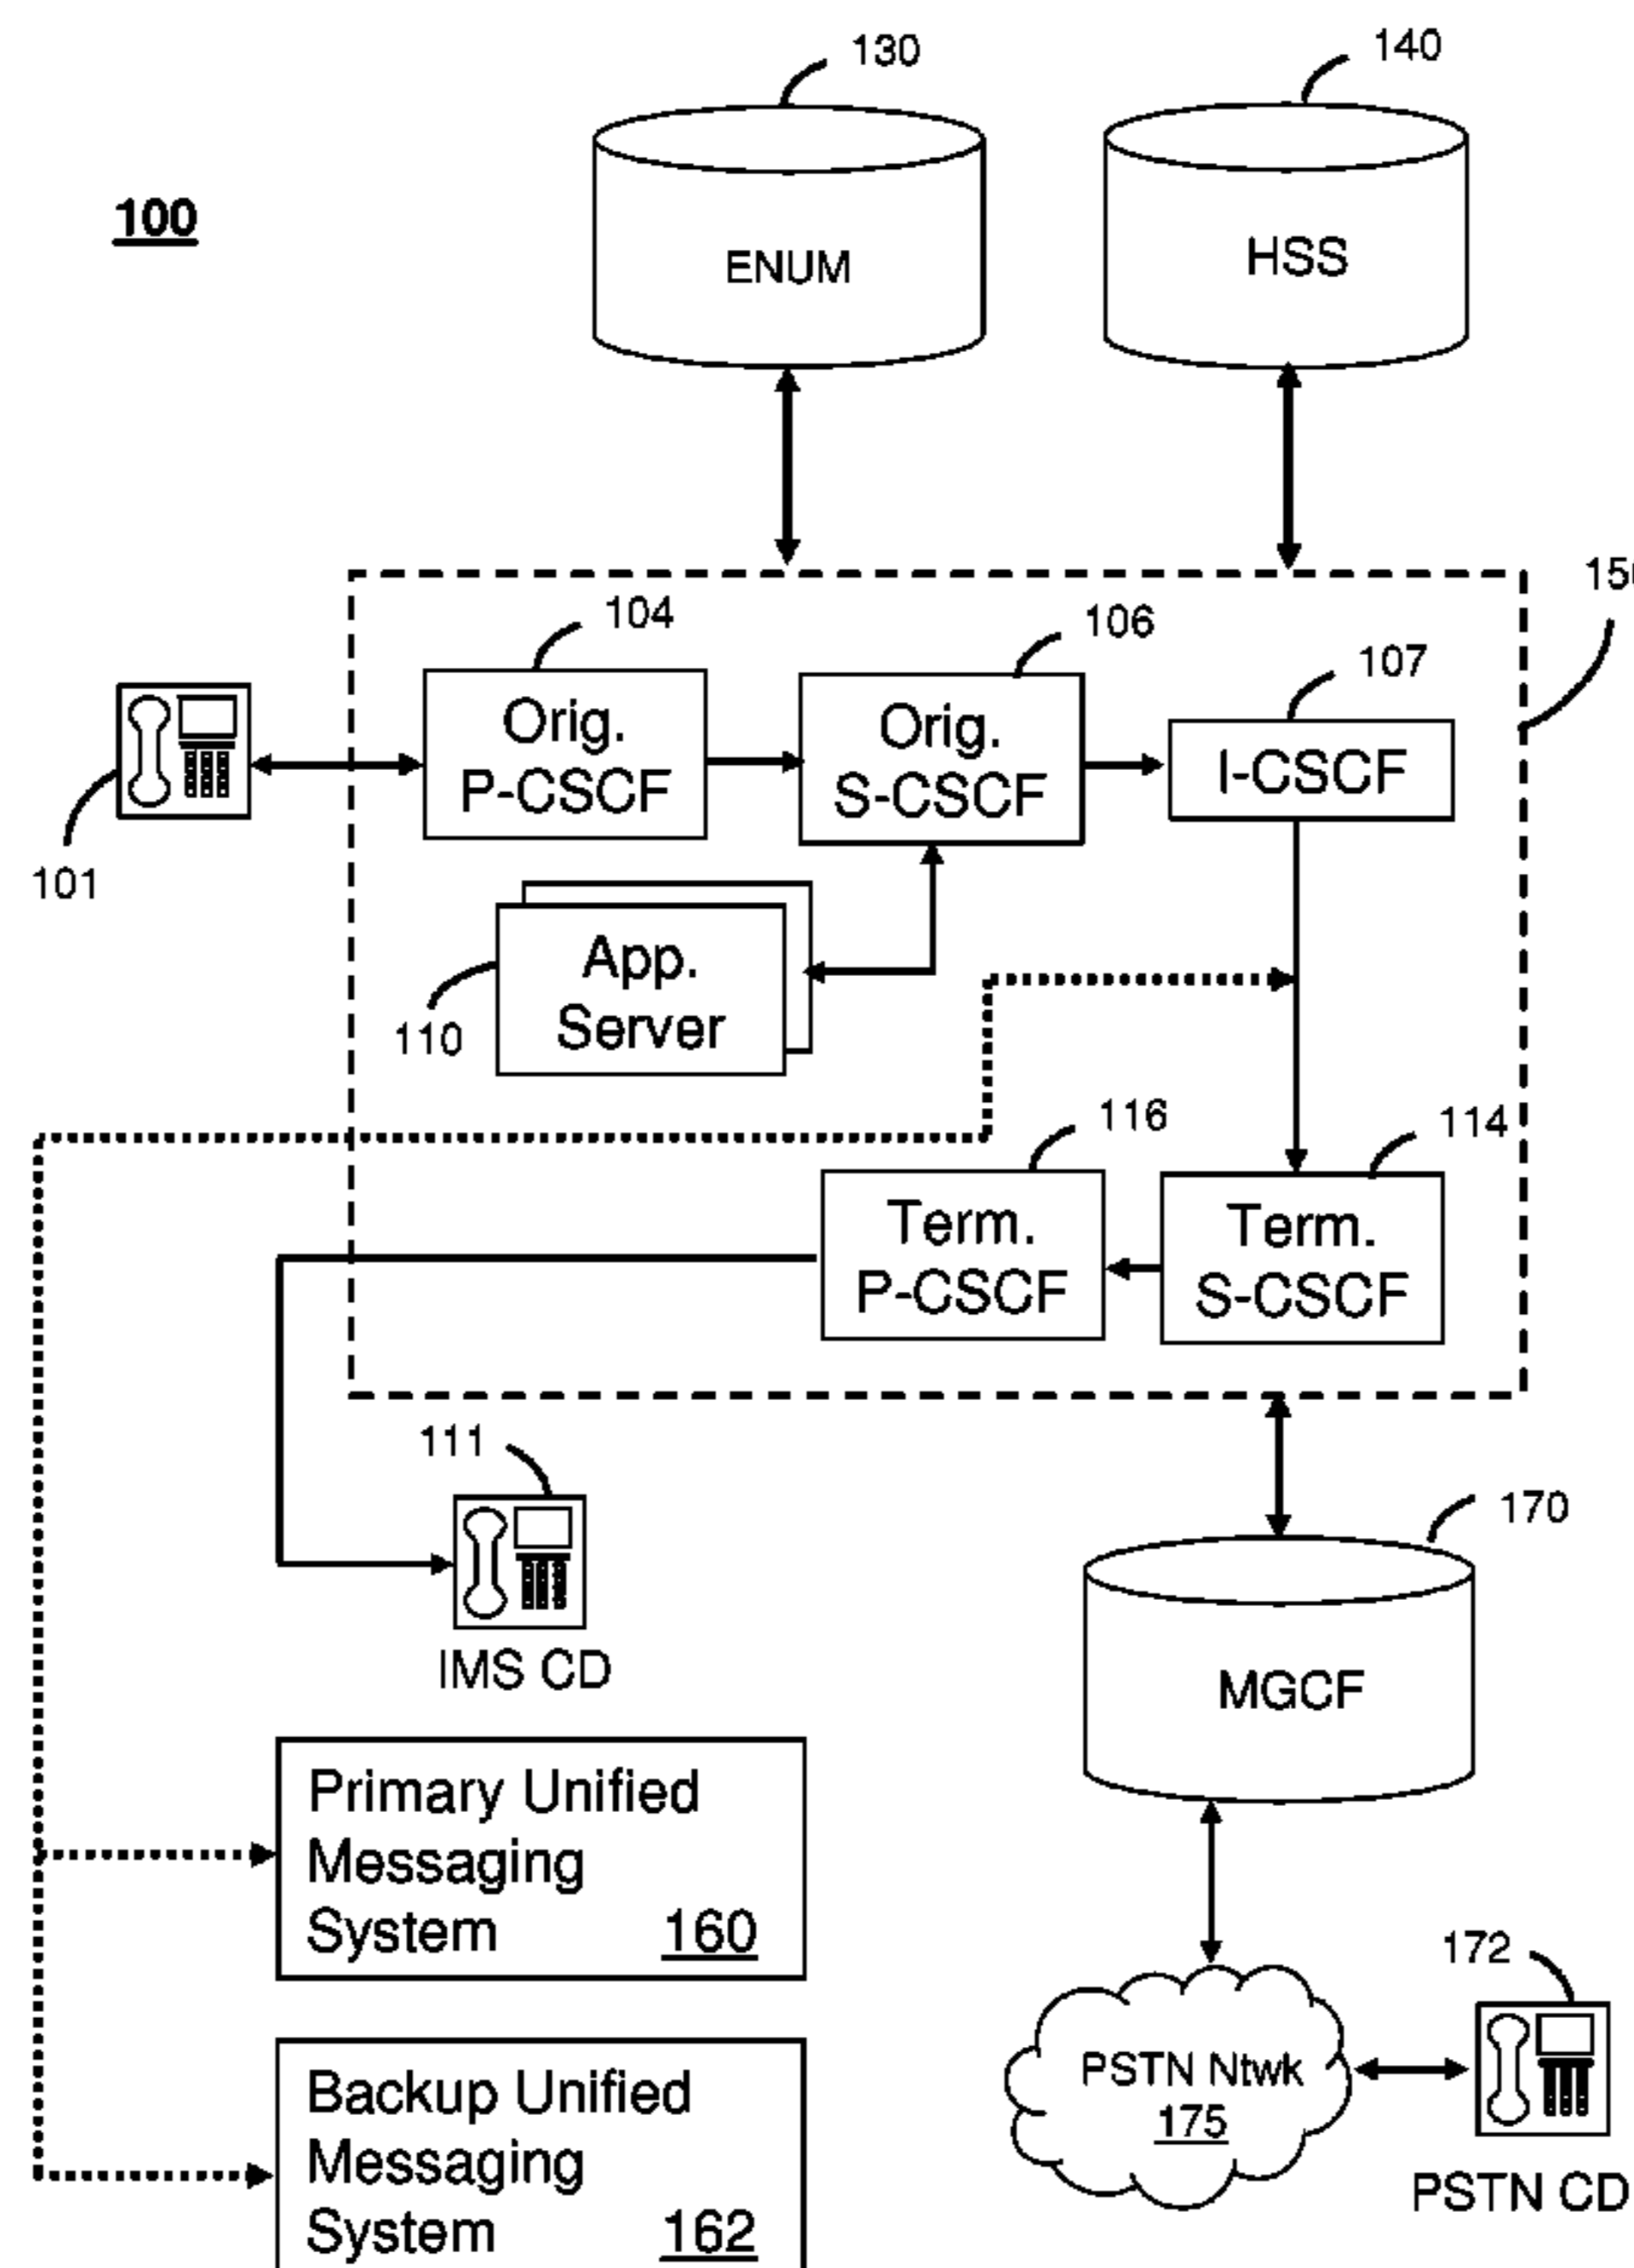 130
140
100
ENUM
HSS
104
106
107
Orig.
P-CSCF
Orig.
S-CSCF
I-CSCF
101
App.
Server
110
116
114
Term.
P-CSCF
Term.
S-CSCF
111
IMS CD
170
MGCF
Primary Unified
Messaging
System 160
172
PSTN Ntwk
175
PSTN CD
Backup Unified
Messaging
System 162